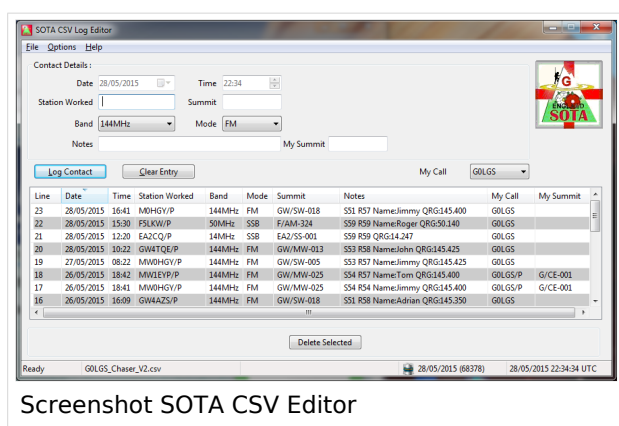 SOTA CSV Log Editor
File Options Help
Contact Details :
Date 28/05/2015 Time 22:34
Station Worked Summit
Band 144MHz Mode FM
Notes My Summit
Log Contact Clear Entry My Call G0LGS
G
ENGLAND
SOTA
Line Date Time Station Worked Band Mode Summit Notes My Call My Summit
23 28/05/2015 16:41 M0HGY/P 144MHz FM GW/SW-018 S51 R57 Name:Jimmy QRG:145.400 G0LGS
22 28/05/2015 15:30 F5LKW/P 50MHz SSB F/AM-324 S59 R59 Name:Roger QRG:50.140 G0LGS
21 28/05/2015 12:20 EA2CQ/P 14MHz SSB EA2/SS-001 S59 R59 QRG:14.247 G0LGS
20 28/05/2015 10:22 GW4TQE/P 144MHz FM GW/MW-013 S53 R58 Name:John QRG:145.425 G0LGS
19 27/05/2015 08:22 MW0HGY/P 144MHz FM GW/SW-005 S53 R57 Name:Jimmy QRG:145.425 G0LGS
18 26/05/2015 18:42 MW1EYP/P 144MHz FM GW/MW-025 S54 R57 Name:Tom QRG:145.400 G0LGS/P G/CE-001
17 26/05/2015 18:41 MW0HGY/P 144MHz FM GW/MW-025 S54 R57 Name:Jimmy QRG:145.400 G0LGS/P G/CE-001
16 26/05/2015 16:09 GW4AZS/P 144MHz FM GW/SW-018 S51 R58 Name:Adrian QRG:145.350 G0LGS
Delete Selected
Ready G0LGS_Chaser_V2.csv 28/05/2015 (68378) 28/05/2015 22:34:34 UTC
Screenshot SOTA CSV Editor